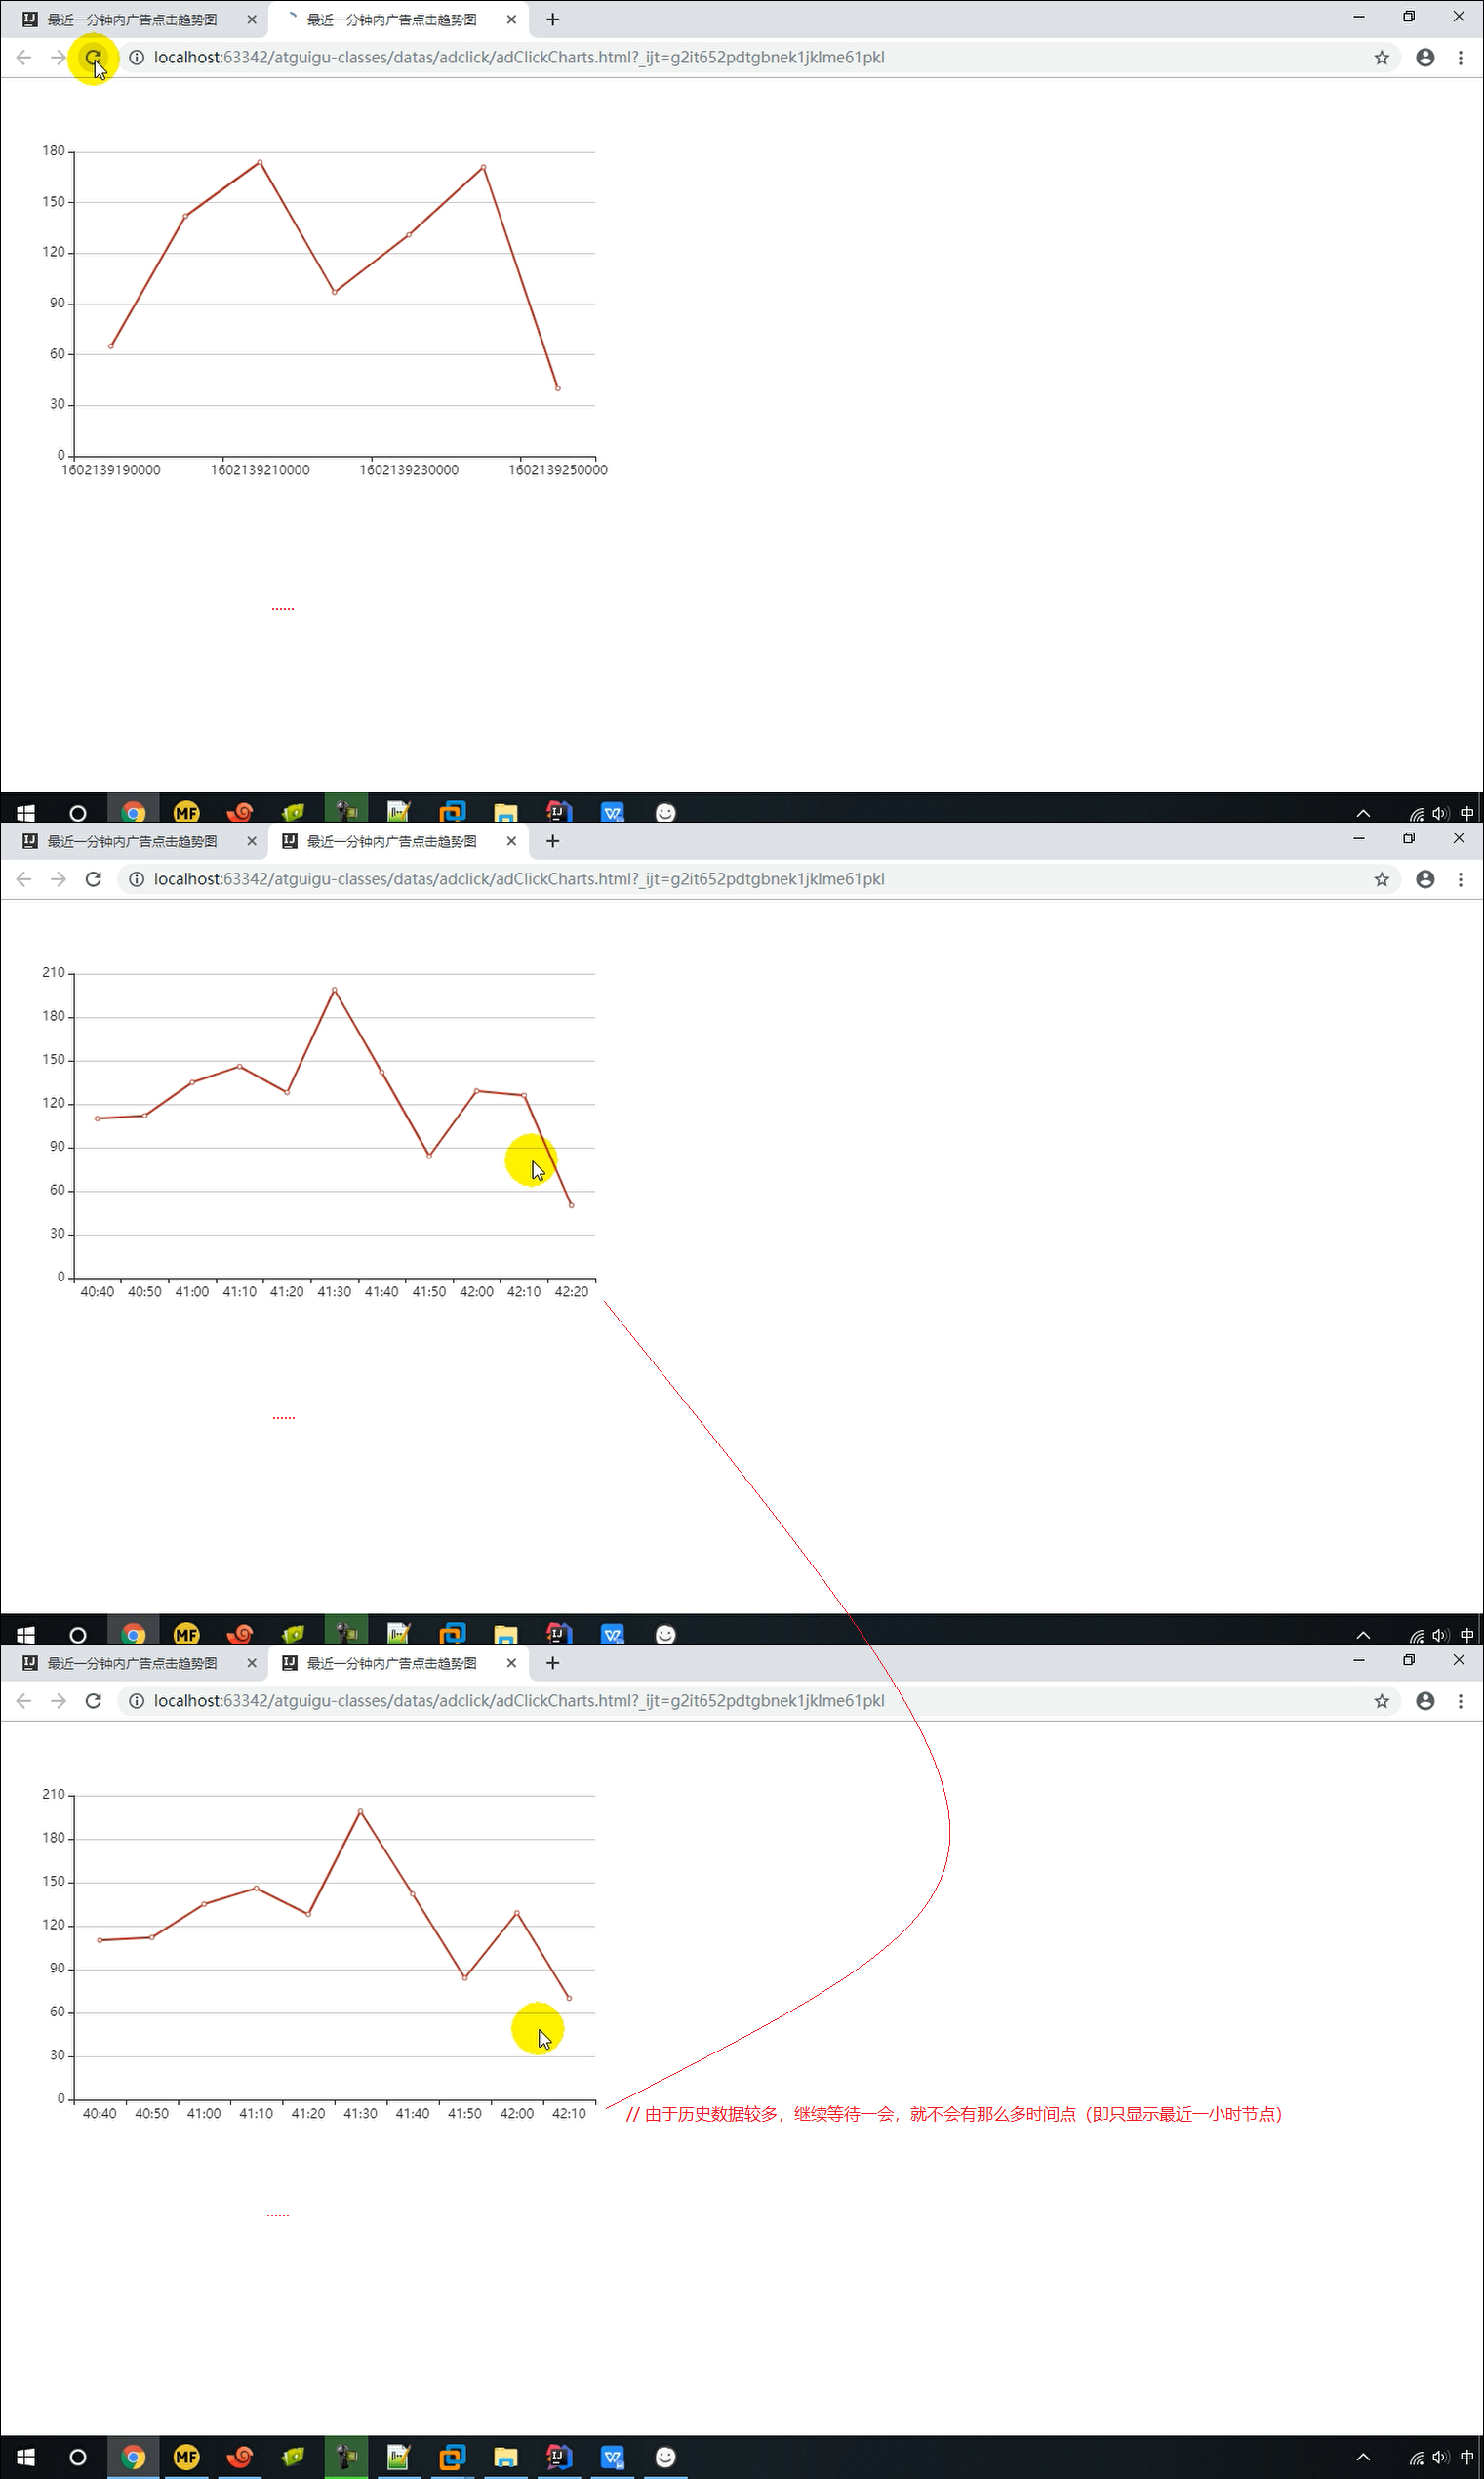 最近一分钟内广告点击趋势图
最近一分钟内广告点击趋势图
localhost:63342/atguigu-classes/datas/adclick/adClickCharts.html?_ijt=g2it652pdtgbnek1jklme61pkl
180
150
120
90
60
30
0
1602139190000 1602139210000 1602139230000 1602139250000
......
MF
中
最近一分钟内广告点击趋势图
最近一分钟内广告点击趋势图
localhost:63342/atguigu-classes/datas/adclick/adClickCharts.html?_ijt=g2it652pdtgbnek1jklme61pkl
210
180
150
120
90
60
30
0
40:40 40:50 41:00 41:10 41:20 41:30 41:40 41:50 42:00 42:10 42:20
......
MF
中
最近一分钟内广告点击趋势图
最近一分钟内广告点击趋势图
localhost:63342/atguigu-classes/datas/adclick/adClickCharts.html?_ijt=g2it652pdtgbnek1jklme61pkl
210
180
150
120
90
60
30
0
40:40 40:50 41:00 41:10 41:20 41:30 41:40 41:50 42:00 42:10
// 由于历史数据较多，继续等待一会，就不会有那么多时间点（即只显示最近一小时节点）
......
MF
中